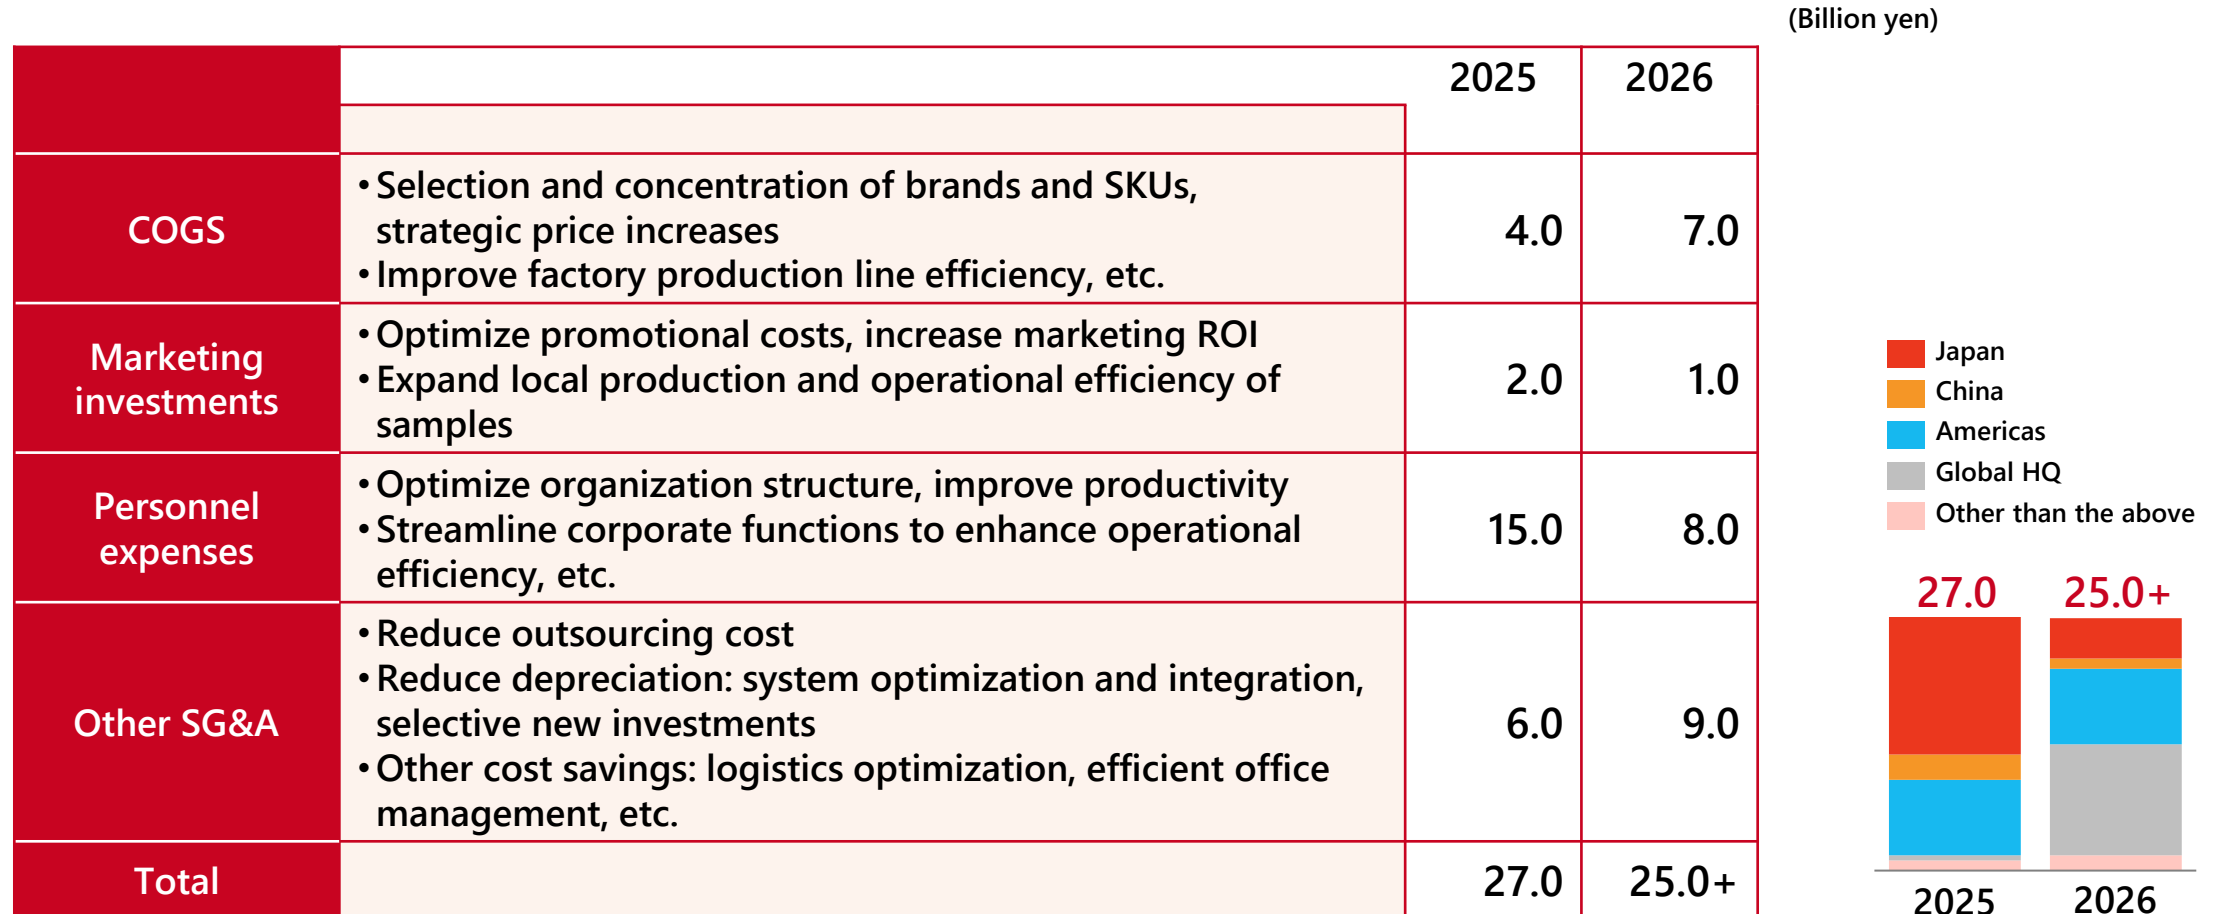 (Billion yen)
2025 2026
COGS
• Selection and concentration of brands and SKUs,
strategic price increases
• Improve factory production line efficiency, etc.
4.0 7.0
Marketing
investments
• Optimize promotional costs, increase marketing ROI
• Expand local production and operational efficiency of
samples
2.0 1.0
Personnel
expenses
• Optimize organization structure, improve productivity
• Streamline corporate functions to enhance operational
efficiency, etc.
15.0 8.0
Other SG&A
• Reduce outsourcing cost
• Reduce depreciation: system optimization and integration,
selective new investments
• Other cost savings: logistics optimization, efficient office
management, etc.
6.0 9.0
Total 27.0 25.0+
Japan
China
Americas
Global HQ
Other than the above
27.0 25.0+
2025 2026